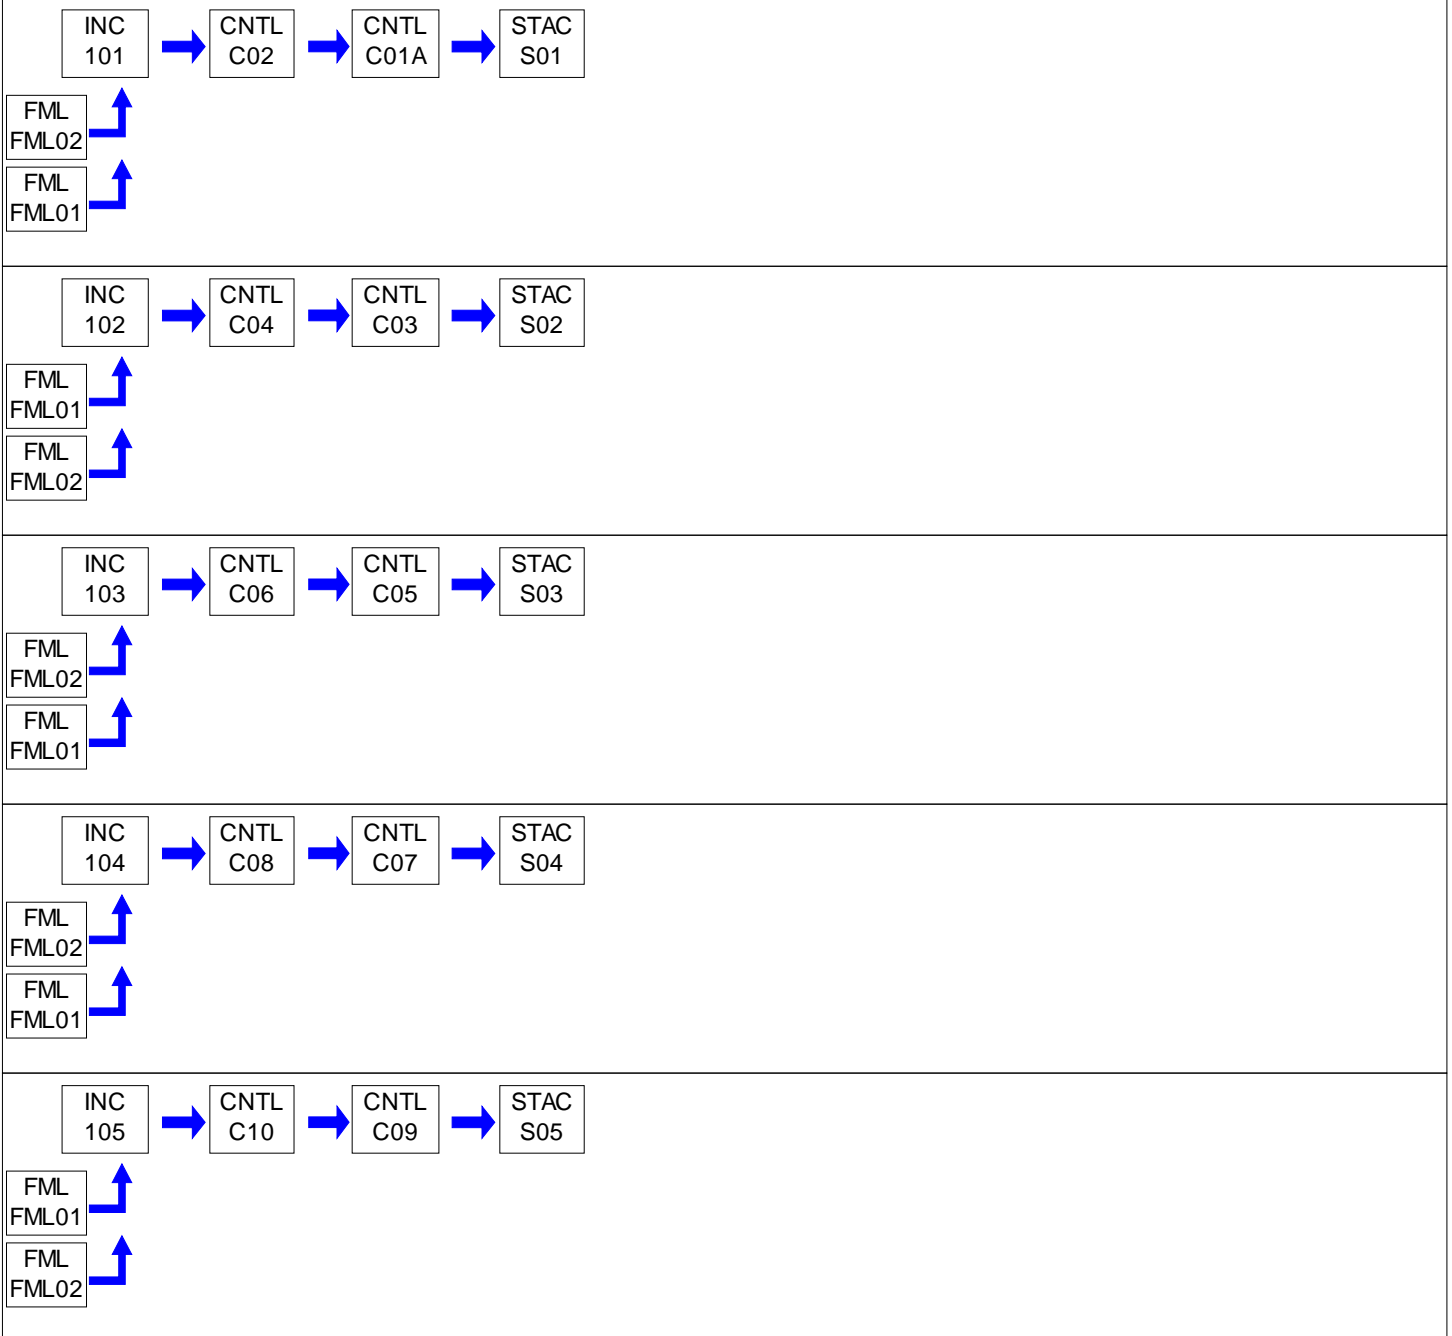 INC
101
CNTL
C02
CNTL
C01A
STAC
S01
FML
FML02
FML
FML01
INC
102
CNTL
C04
CNTL
C03
STAC
S02
FML
FML01
FML
FML02
INC
103
CNTL
C06
CNTL
C05
STAC
S03
FML
FML02
FML
FML01
INC
104
CNTL
C08
CNTL
C07
STAC
S04
FML
FML02
FML
FML01
INC
105
CNTL
C10
CNTL
C09
STAC
S05
FML
FML01
FML
FML02